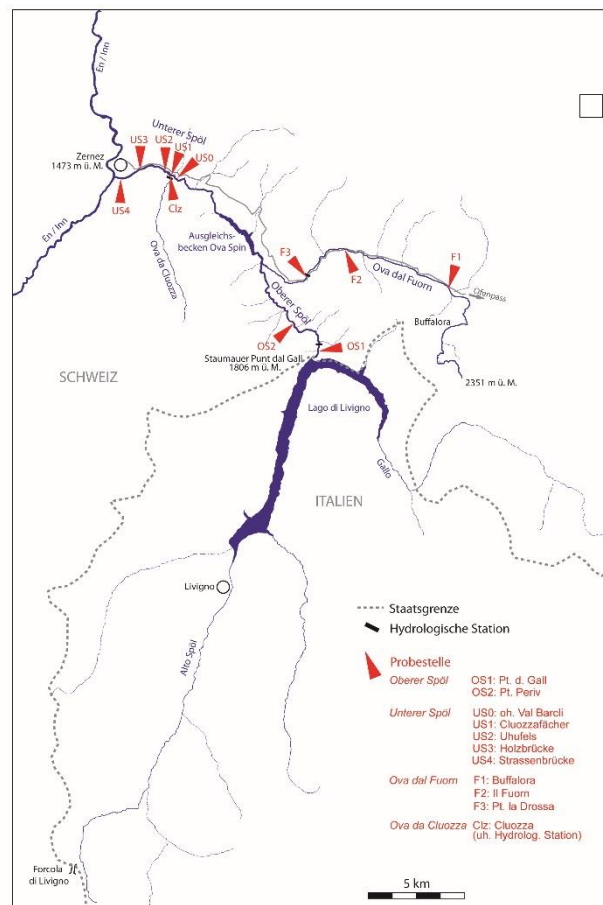 En / Inn
Unterer Spöl
US3
US2
US1
US0
Zernez
1473 m ü. M.
US4
Clz
En / Inn
Ova da Cluozza
Ausgleichs-
becken Ova Spin
F3
F2
Ova dal Fuorn
F1
Ofenpass
Oberer Spöl
Buffalora
OS2
OS1
Staumauer Punt dal Gall
1806 m ü. M.
2351 m ü. M.
SCHWEIZ
Lago di Livigno
Gallo
ITALIEN
Livigno
Alto Spöl
Staatsgrenze
Hydrologische Station
Probestelle
Oberer Spöl OS1: Pt. d. Gall
OS2: Pt. Periv
Unterer Spöl US0: oh. Val Barcli
US1: Cluozzafächer
US2: Uhufels
US3: Holzbrücke
US4: Strassenbrücke
Ova dal Fuorn F1: Buffalora
F2: Il Fuorn
F3: Pt. la Drossa
Ova da Cluozza Clz: Cluozza
(uh. Hydrolog. Station)
Forcola
di Livigno
5 km